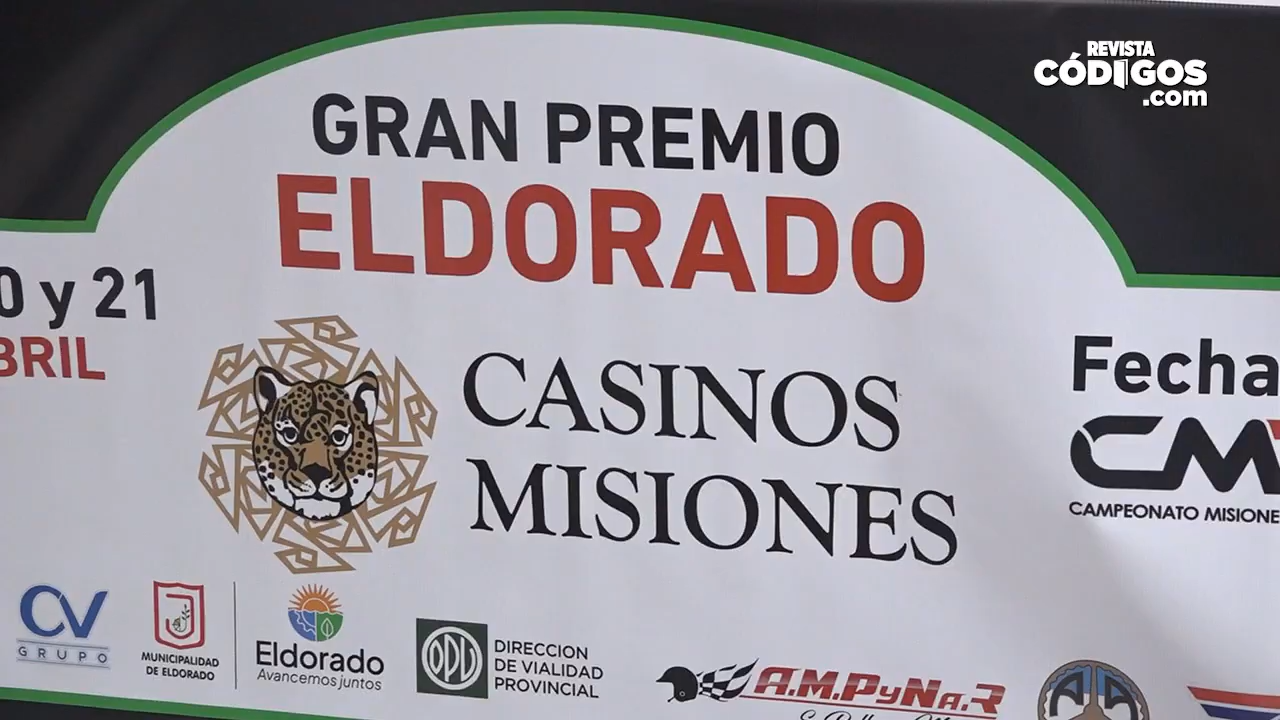 REVISTA
CÓDIGOS
.com
GRAN PREMIO
ELDORADO
0 y 21
BRIL
CASINOS
MISIONES
Fecha
CM
CAMPEONATO MISIONE
CV
GRUPO
MUNICIPALIDAD
DE ELDORADO
Eldorado
Avancemos juntos
DPV
DIRECCION
DE VIALIDAD
PROVINCIAL
A.M.PyNa.R